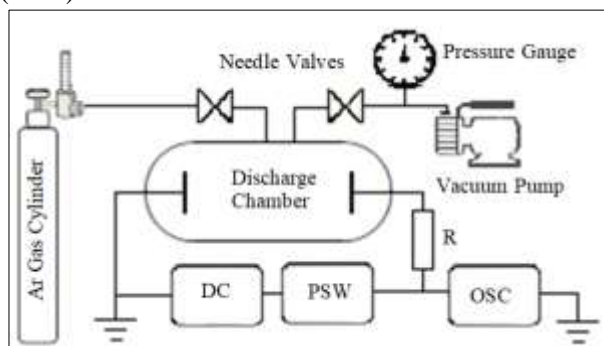 Needle Valves
Pressure Gauge
Ar Gas Cylinder
Discharge
Chamber
Vacuum Pump
R
DC
PSW
OSC